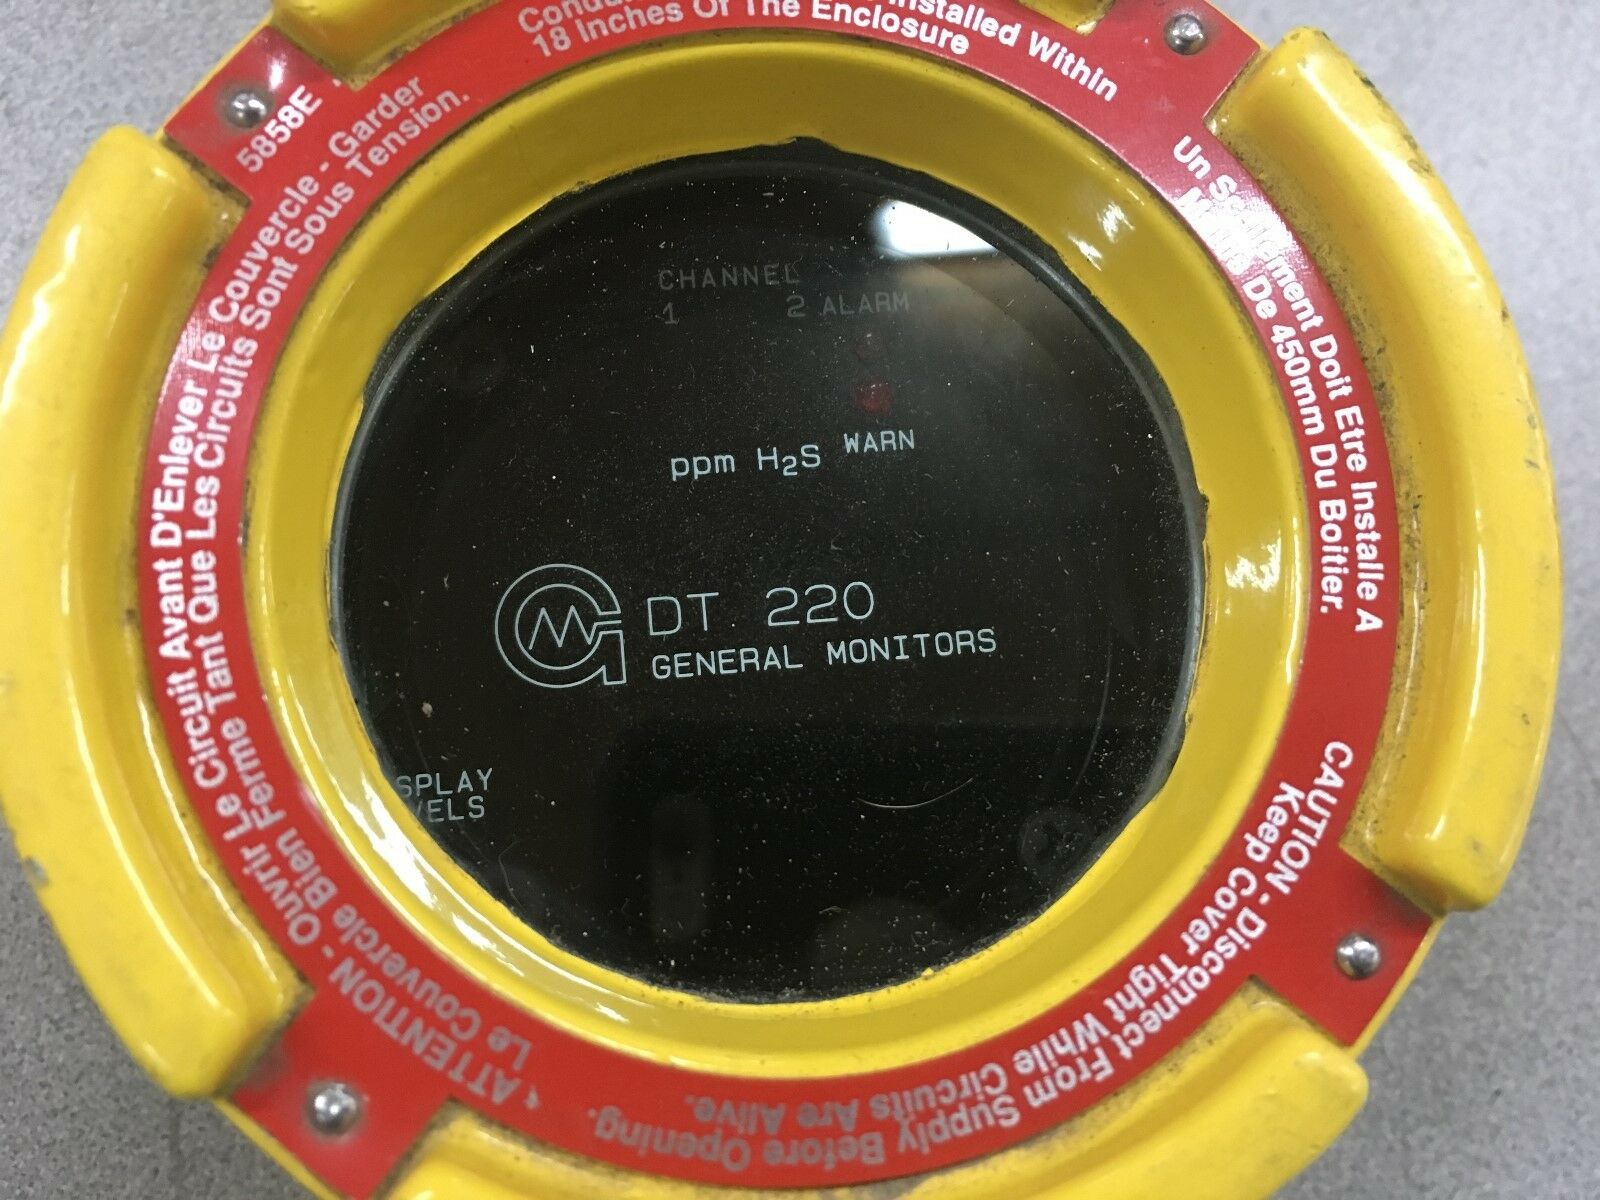 Installed Within
18 Inches Of The Enclosure
5858E
Un Scellement Doit Etre Installe A
Moins De 450mm Du Boitier.
CAUTION - Disconnect From Supply Before Opening.
Keep Cover Tight While Circuits Are Alive.
ATTENTION - Ouvrir Le Circuit Avant D'Enlever Le Couvercle - Garder
Le Couvercle Bien Ferme Tant Que Les Circuits Sont Sous Tension.
CHANNEL
1 2 ALARM
ppm H2S WARN
DT 220
GENERAL MONITORS
SPLAY
VELS